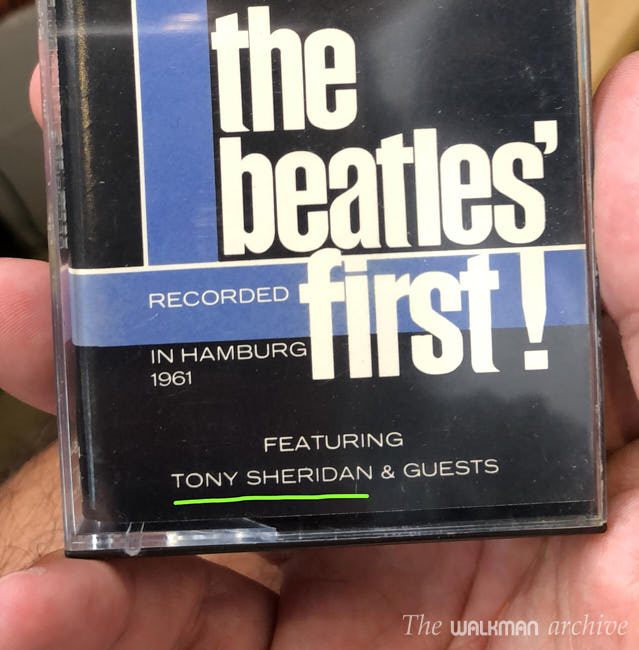 the
beatles'
first!
RECORDED
IN HAMBURG
1961
FEATURING
TONY SHERIDAN & GUESTS
The WALKMAN archive